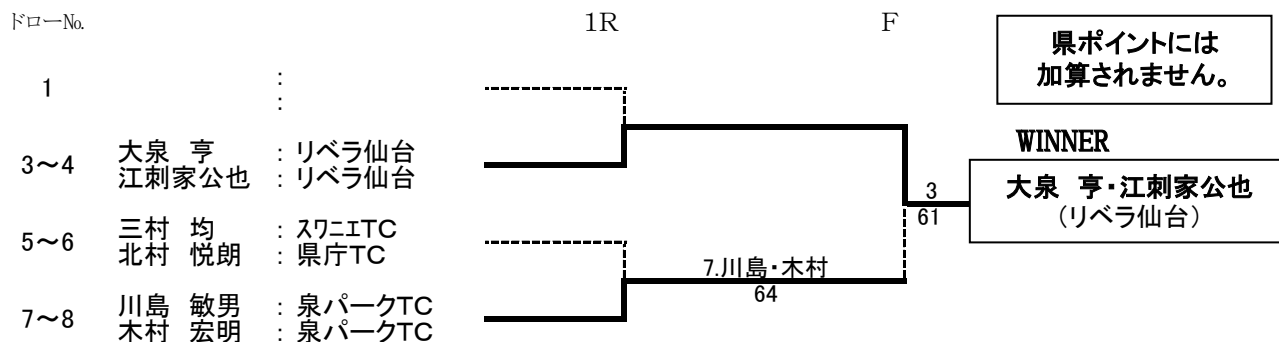 ドローNo. 1R F
県ポイントには
加算されません。
1 :
:
3～4 大泉 亨 : リベラ仙台
江刺家公也 : リベラ仙台
WINNER
大泉 亨・江刺家公也
（リベラ仙台）
3
61
5～6 三村 均 : スワニエTC
北村 悦朗 : 県庁TC
7.川島・木村
64
7～8 川島 敏男 : 泉パークTC
木村 宏明 : 泉パークTC